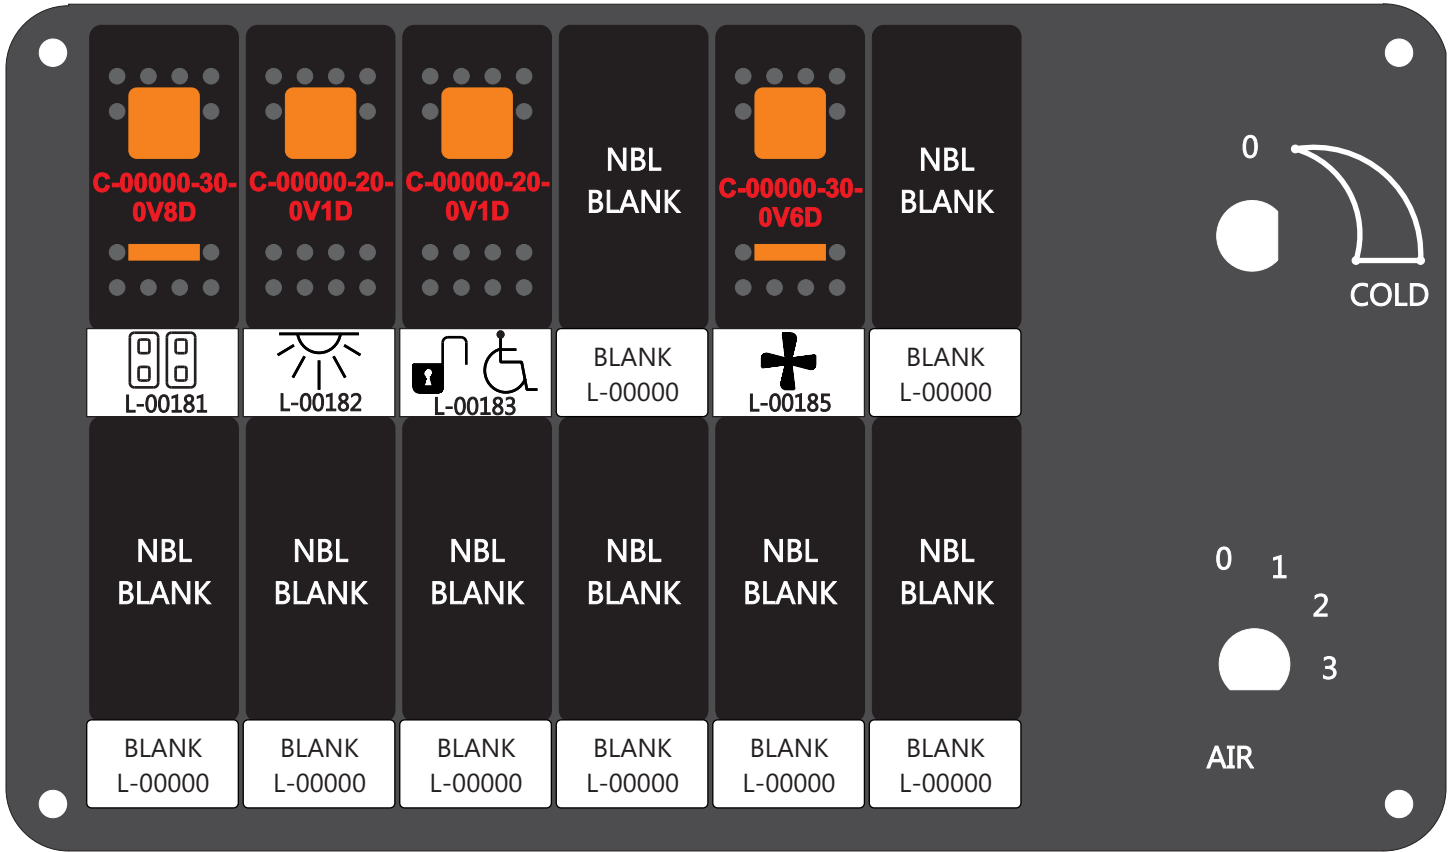 C-00000-30-
0V8D
C-00000-20-
0V1D
C-00000-20-
0V1D
NBL
BLANK
C-00000-30-
0V6D
NBL
BLANK
L-00181
L-00182
L-00183
BLANK
L-00000
L-00185
BLANK
L-00000
0
COLD
NBL
BLANK
NBL
BLANK
NBL
BLANK
NBL
BLANK
NBL
BLANK
NBL
BLANK
BLANK
L-00000
BLANK
L-00000
BLANK
L-00000
BLANK
L-00000
BLANK
L-00000
BLANK
L-00000
0
1
2
3
AIR